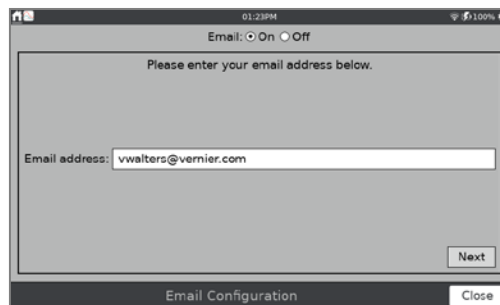 01:23PM
100%
Email: On Off
Please enter your email address below.
Email address: vwalters@vernier.com
Next
Email Configuration
Close